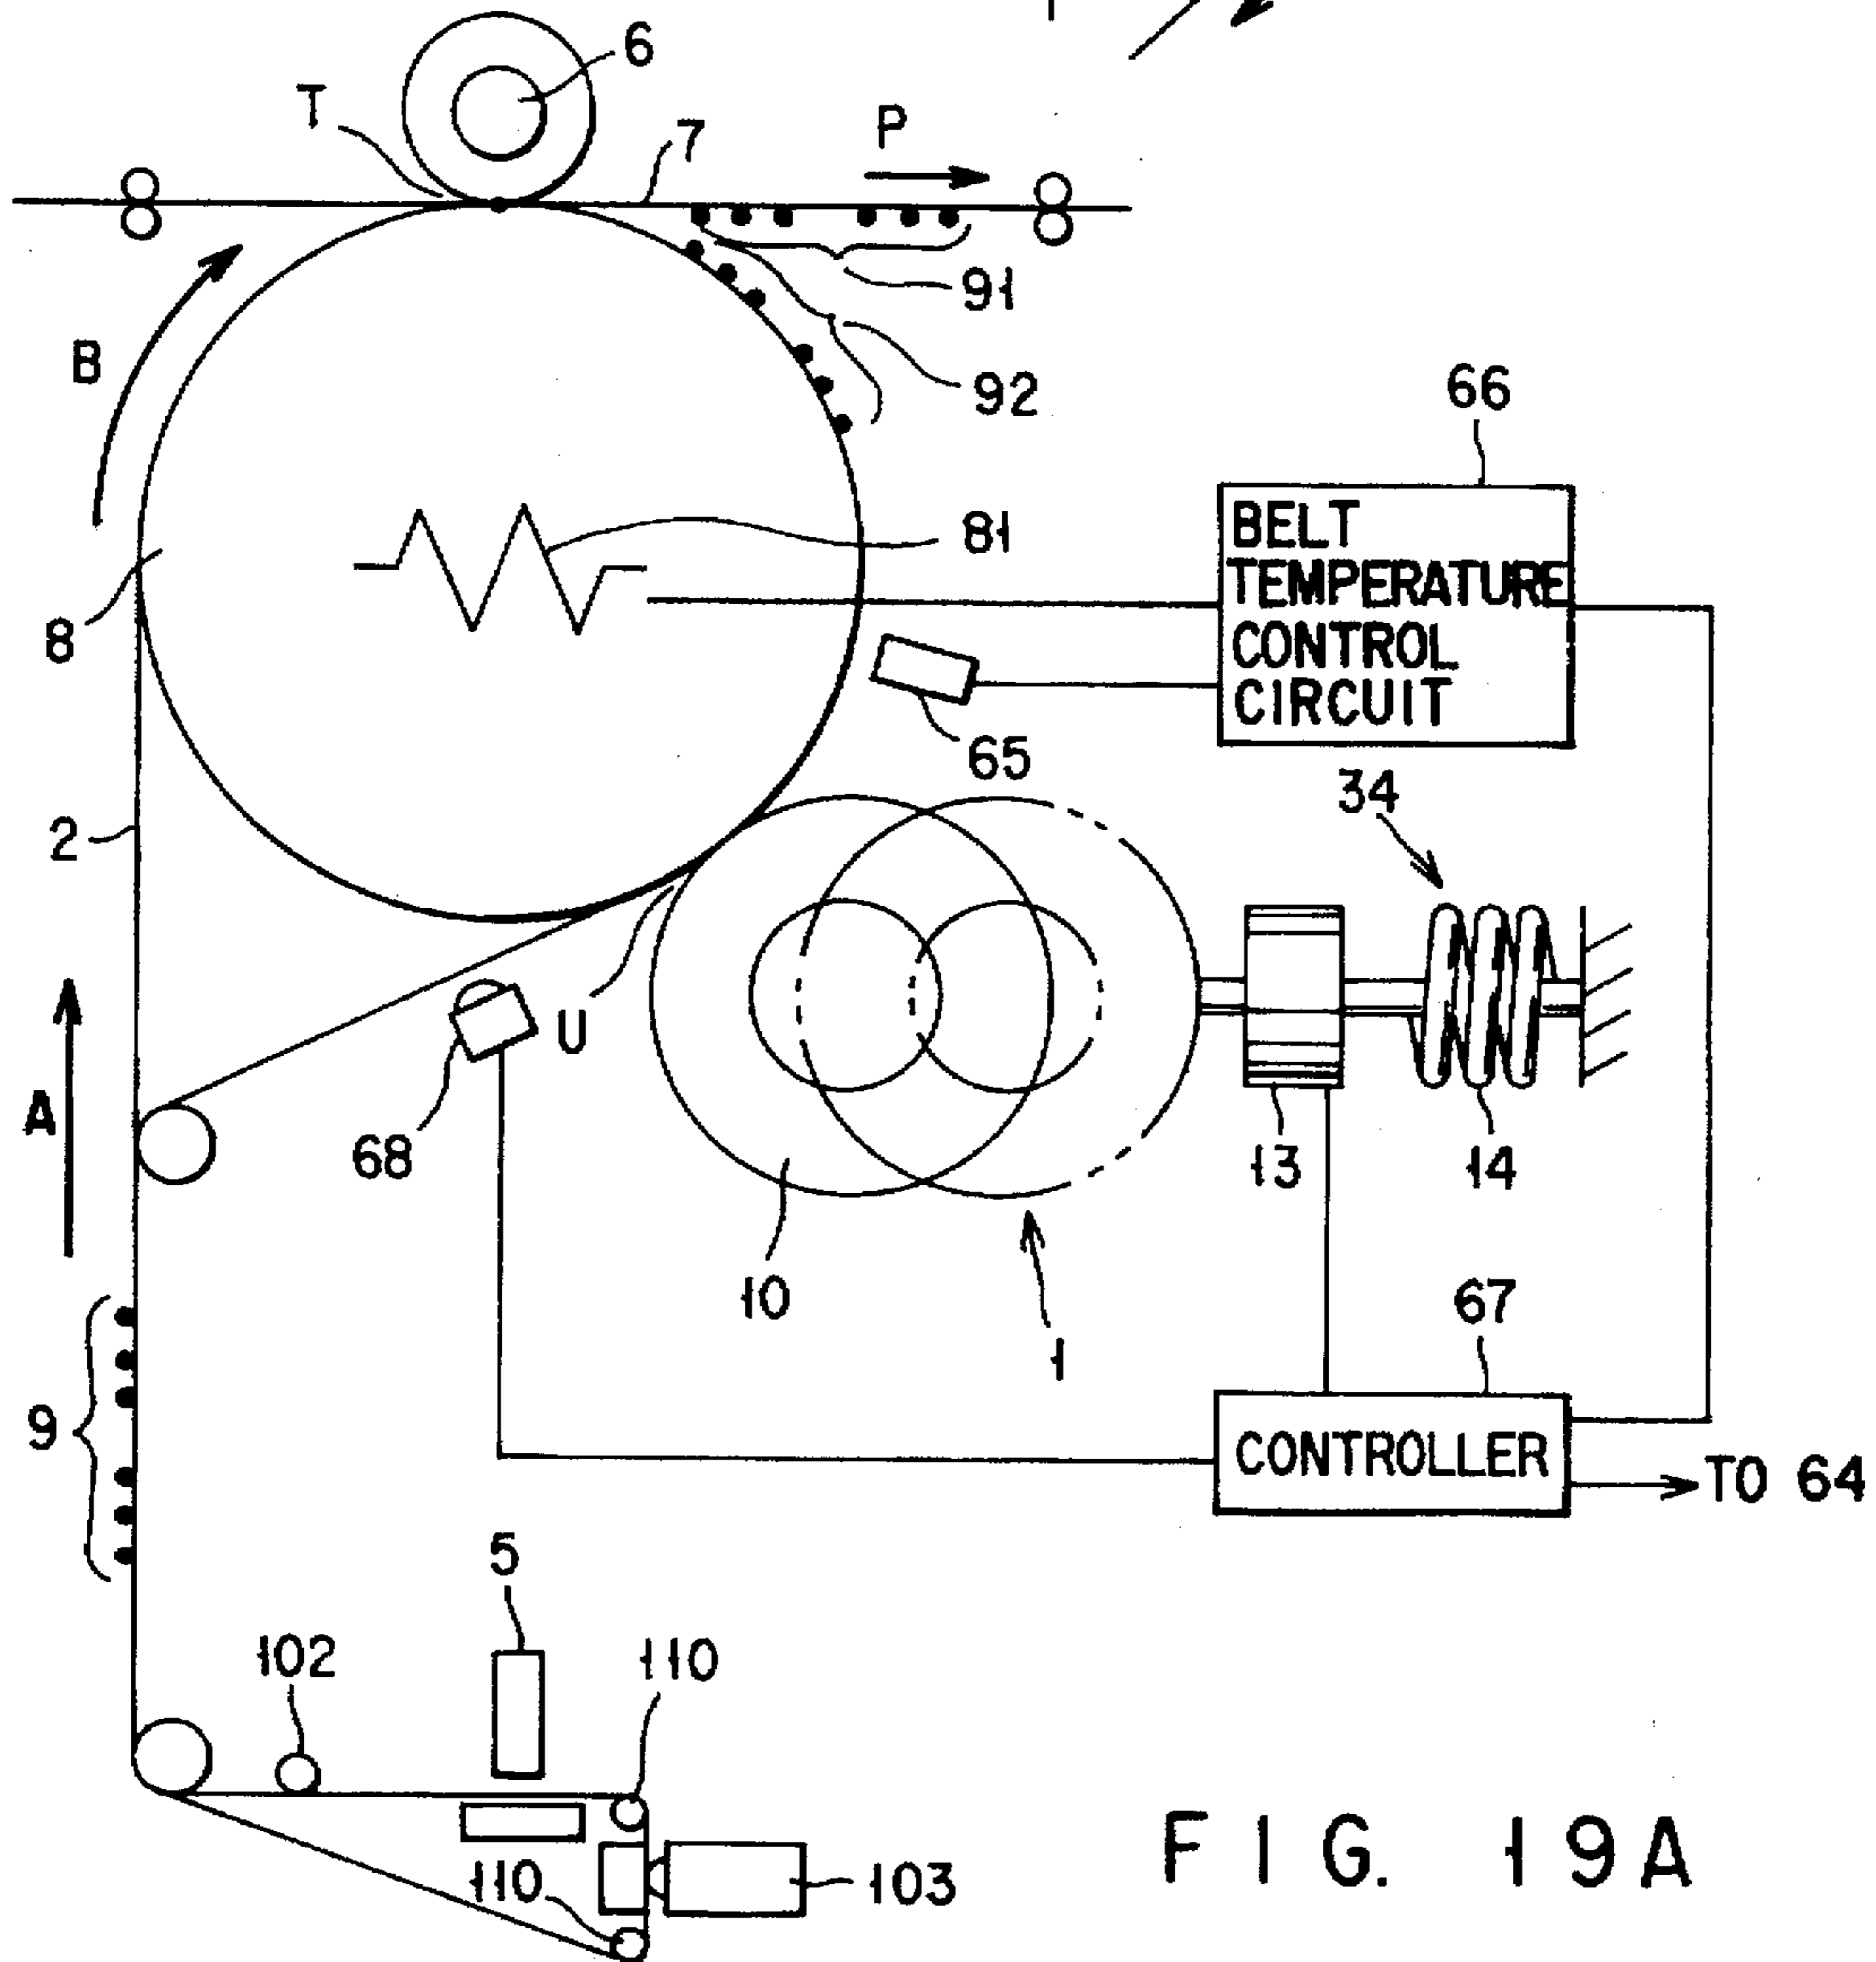 6
T
7
P
91
B
92
66
81
BELT
TEMPERATURE
CONTROL
CIRCUIT
8
65
34
2
U
A
68
13
14
10
1
67
9
CONTROLLER
TO 64
5
102
110
110
103
FIG. 19A